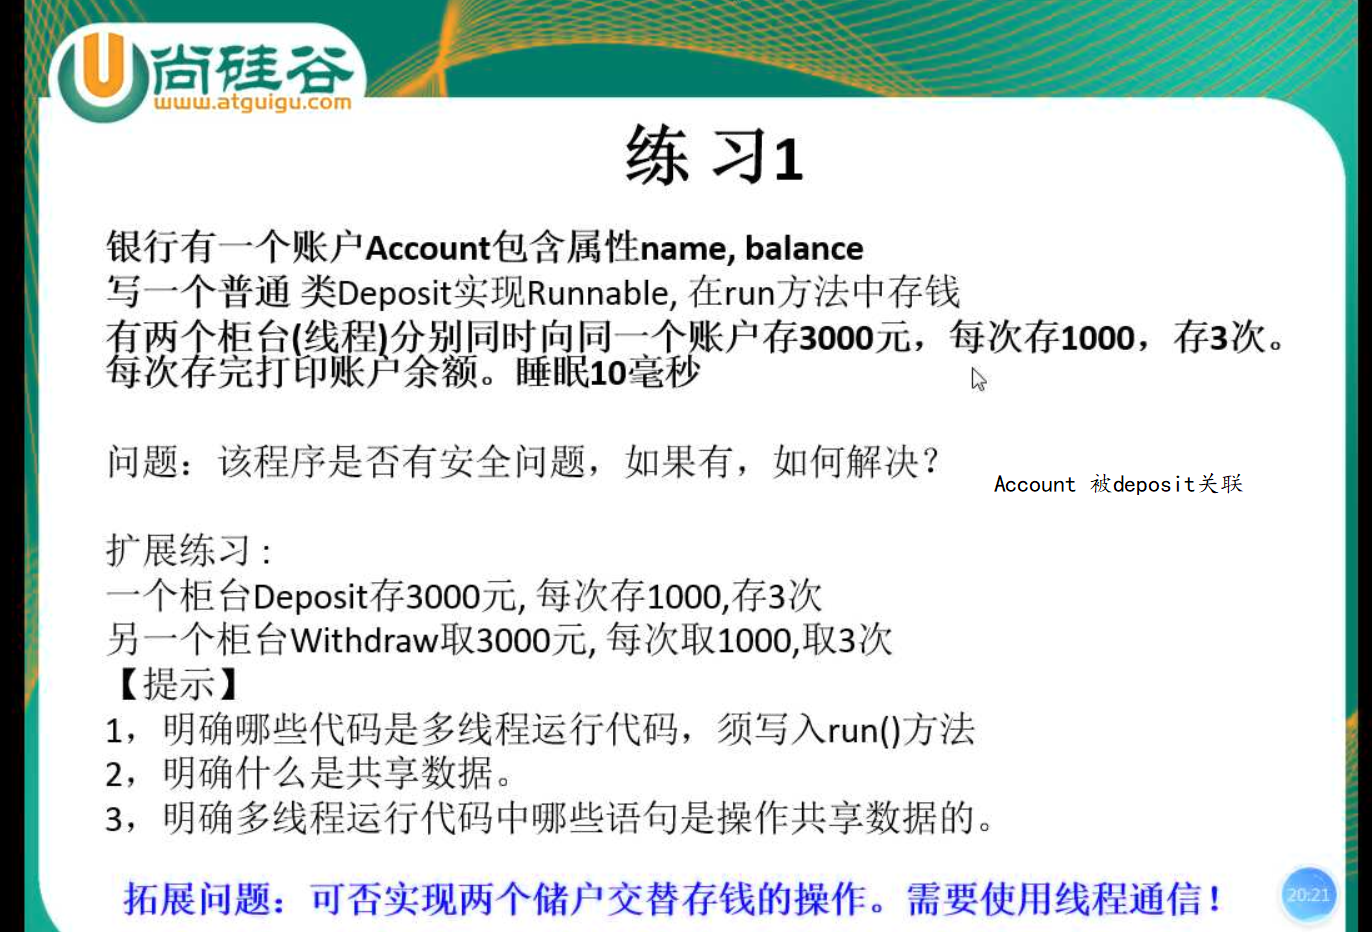 尚硅谷
www.atguigu.com
练 习1
银行有一个账户Account包含属性name, balance
写一个普通 类Deposit实现Runnable, 在run方法中存钱
有两个柜台(线程)分别同时向同一个账户存3000元，每次存1000，存3次。
每次存完打印账户余额。睡眠10毫秒
问题：该程序是否有安全问题，如果有，如何解决？
Account 被deposit关联
扩展练习：
一个柜台Deposit存3000元, 每次存1000,存3次
另一个柜台Withdraw取3000元, 每次取1000,取3次
【提示】
1，明确哪些代码是多线程运行代码，须写入run()方法
2，明确什么是共享数据。
3，明确多线程运行代码中哪些语句是操作共享数据的。
拓展问题：可否实现两个储户交替存钱的操作。需要使用线程通信！
20:21